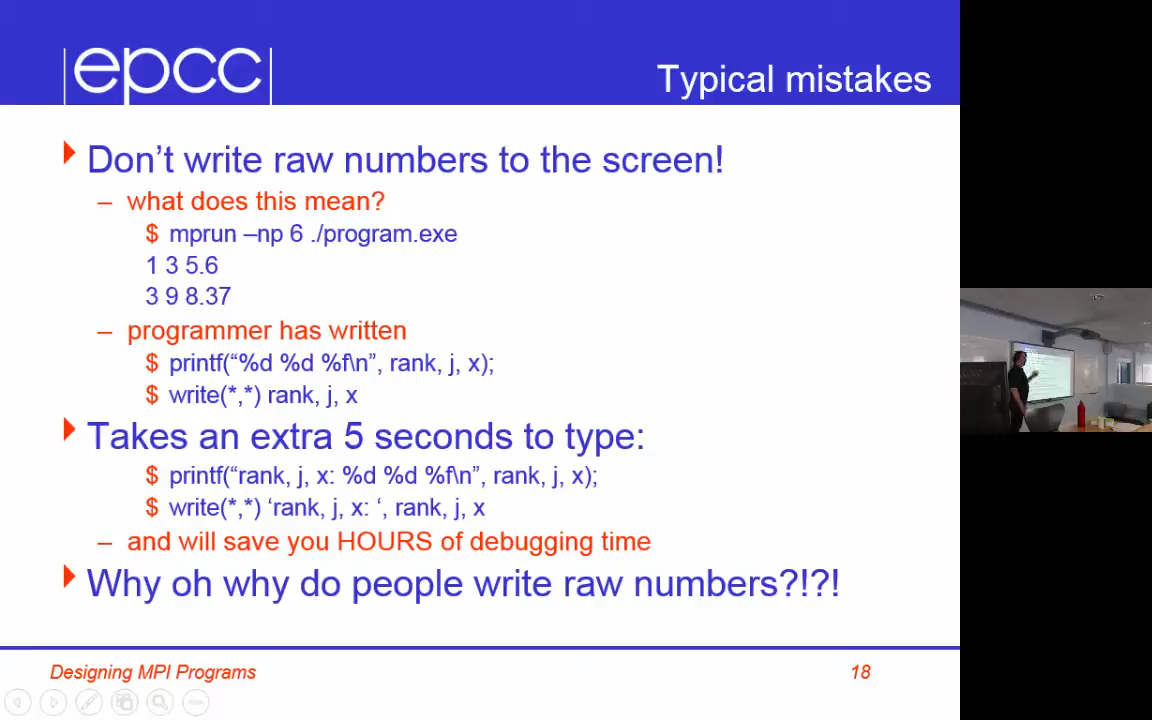 epcc
Typical mistakes
Don’t write raw numbers to the screen!
– what does this mean?
$ mprun –np 6 ./program.exe
1 3 5.6
3 9 8.37
– programmer has written
$ printf(“%d %d %f\n”, rank, j, x);
$ write(*,*) rank, j, x
Takes an extra 5 seconds to type:
$ printf(“rank, j, x: %d %d %f\n”, rank, j, x);
$ write(*,*) ‘rank, j, x: ‘, rank, j, x
– and will save you HOURS of debugging time
Why oh why do people write raw numbers?!?!
Designing MPI Programs
18